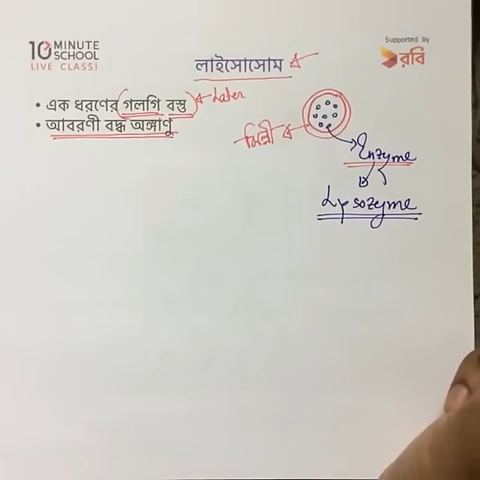 10 MINUTE
SCHOOL
LIVE CLASS!
Supported by
রবি
লাইসোসোম
• এক ধরণের গলগি বস্তু
Later
• আবরণী বদ্ধ অঙ্গাণু
ঝিল্লী
Enzyme
Lysozyme